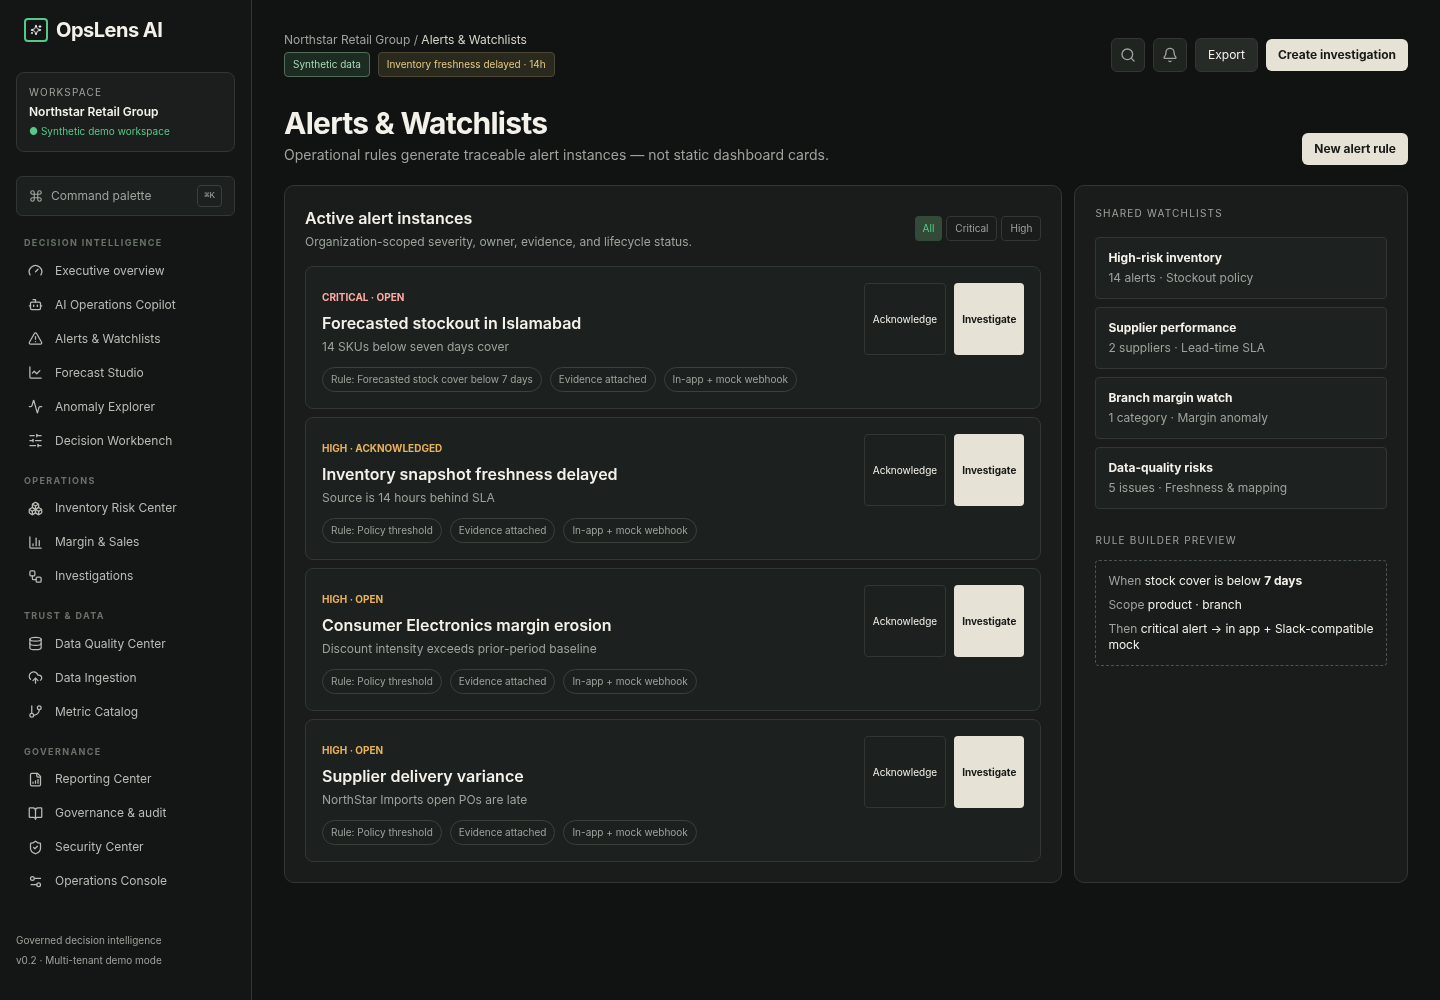 OpsLens AI
WORKSPACE
Northstar Retail Group
Synthetic demo workspace
Command palette
⌘K
DECISION INTELLIGENCE
Executive overview
AI Operations Copilot
Alerts & Watchlists
Forecast Studio
Anomaly Explorer
Decision Workbench
OPERATIONS
Inventory Risk Center
Margin & Sales
Investigations
TRUST & DATA
Data Quality Center
Data Ingestion
Metric Catalog
GOVERNANCE
Reporting Center
Governance & audit
Security Center
Operations Console
Governed decision intelligence
v0.2 · Multi-tenant demo mode
Northstar Retail Group / Alerts & Watchlists
Synthetic data
Inventory freshness delayed · 14h
Export
Create investigation
Alerts & Watchlists
Operational rules generate traceable alert instances — not static dashboard cards.
New alert rule
Active alert instances
Organization-scoped severity, owner, evidence, and lifecycle status.
All
Critical
High
CRITICAL · OPEN
Forecasted stockout in Islamabad
14 SKUs below seven days cover
Rule: Forecasted stock cover below 7 days
Evidence attached
In-app + mock webhook
Acknowledge
Investigate
HIGH · ACKNOWLEDGED
Inventory snapshot freshness delayed
Source is 14 hours behind SLA
Rule: Policy threshold
Evidence attached
In-app + mock webhook
Acknowledge
Investigate
HIGH · OPEN
Consumer Electronics margin erosion
Discount intensity exceeds prior-period baseline
Rule: Policy threshold
Evidence attached
In-app + mock webhook
Acknowledge
Investigate
HIGH · OPEN
Supplier delivery variance
NorthStar Imports open POs are late
Rule: Policy threshold
Evidence attached
In-app + mock webhook
Acknowledge
Investigate
SHARED WATCHLISTS
High-risk inventory
14 alerts · Stockout policy
Supplier performance
2 suppliers · Lead-time SLA
Branch margin watch
1 category · Margin anomaly
Data-quality risks
5 issues · Freshness & mapping
RULE BUILDER PREVIEW
When stock cover is below 7 days
Scope product · branch
Then critical alert → in app + Slack-compatible
mock